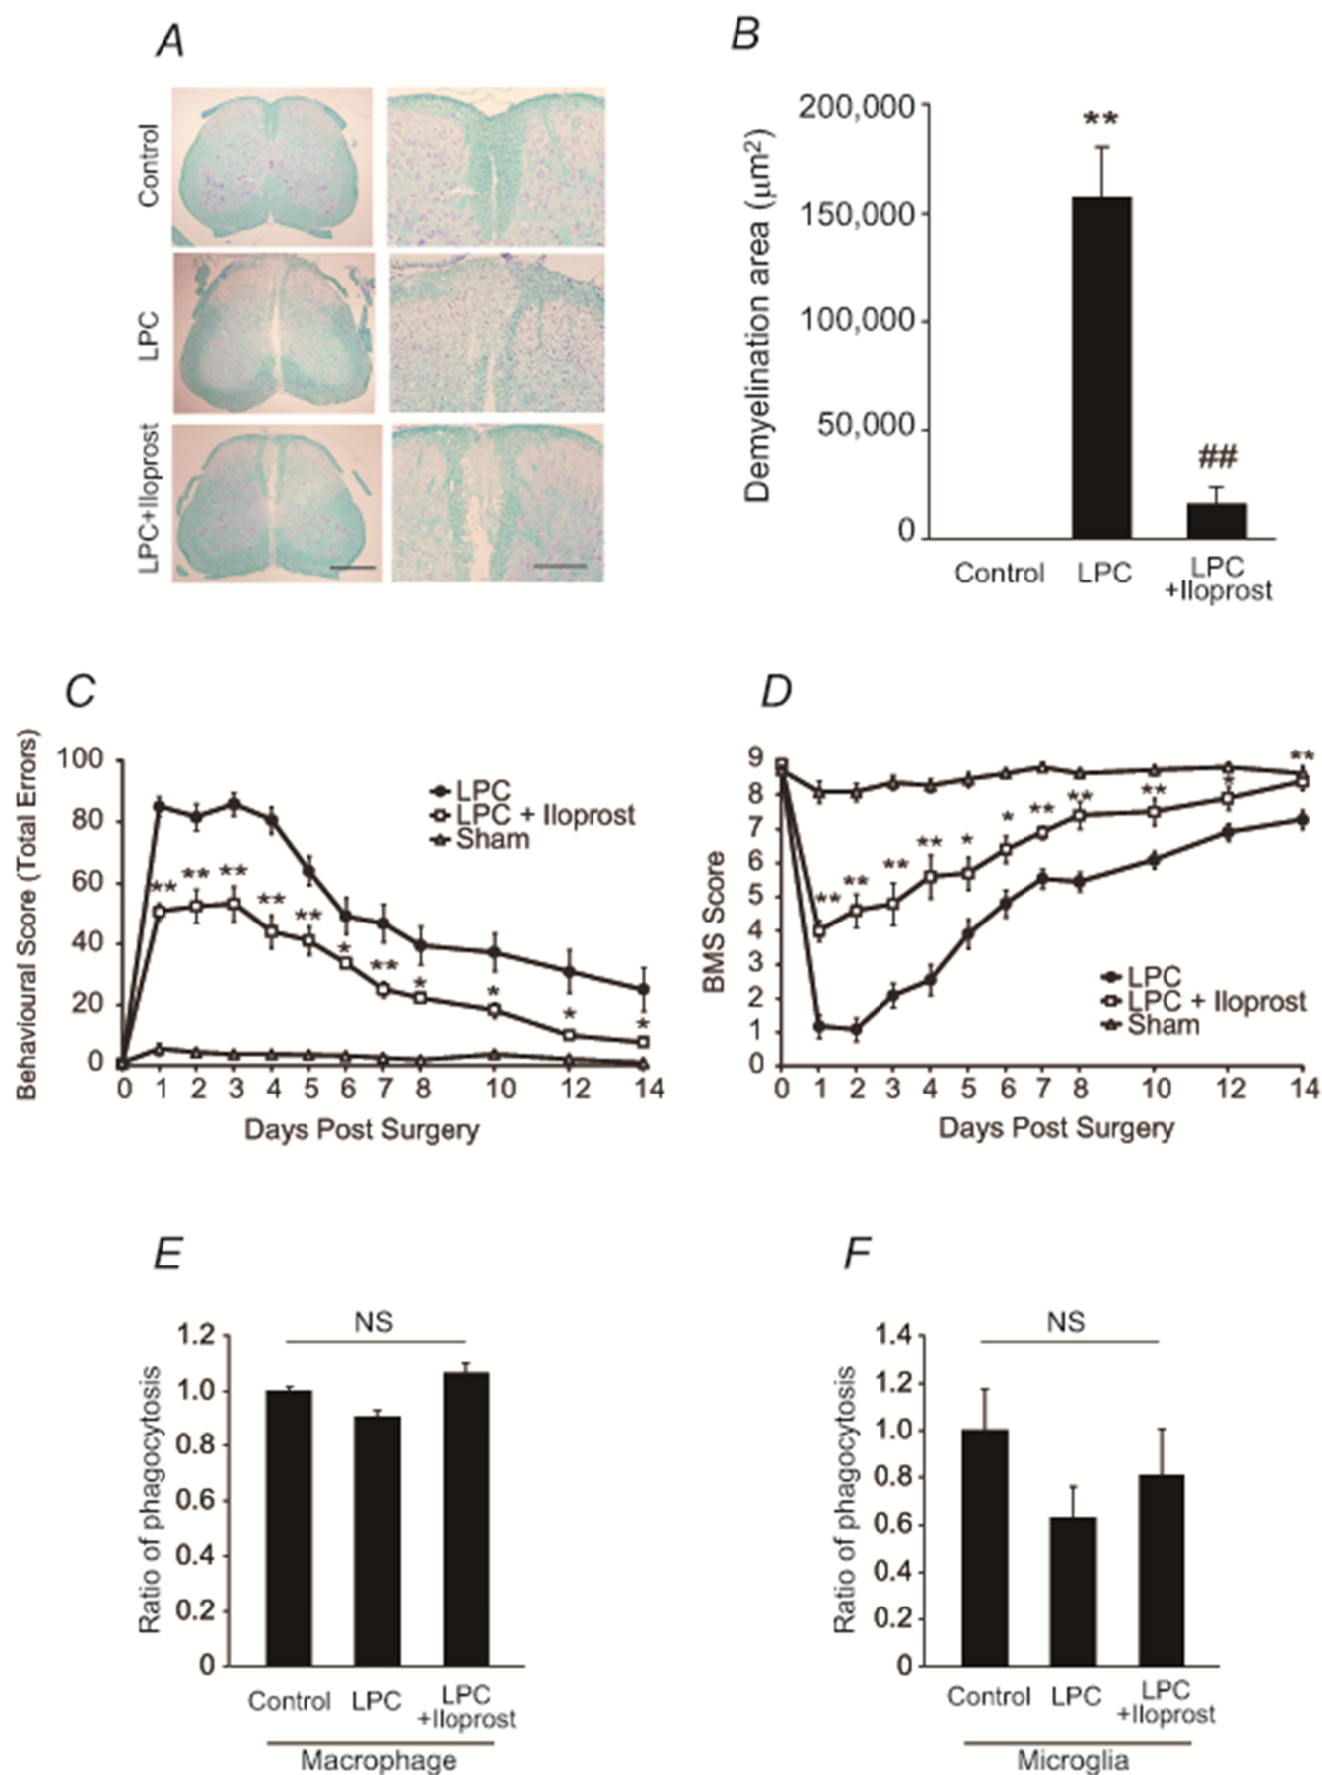 A
Control
LPC
LPC+Iloprost
B
Demyelination area (µm²)
200,000
150,000
100,000
50,000
0
**
##
Control
LPC
LPC
+Iloprost
C
Behavioural Score (Total Errors)
100
80
60
40
20
0
LPC
LPC + Iloprost
Sham
** ** ** ** ** * ** * * * *
0 1 2 3 4 5 6 7 8 10 12 14
Days Post Surgery
D
BMS Score
9
8
7
6
5
4
3
2
1
0
** ** ** ** * * ** ** ** * **
LPC
LPC + Iloprost
Sham
0 1 2 3 4 5 6 7 8 10 12 14
Days Post Surgery
E
Ratio of phagocytosis
NS
1.2
1.0
0.8
0.6
0.4
0.2
0
Control
LPC
LPC
+Iloprost
Macrophage
F
Ratio of phagocytosis
NS
1.4
1.2
1.0
0.8
0.6
0.4
0.2
0
Control
LPC
LPC
+Iloprost
Microglia